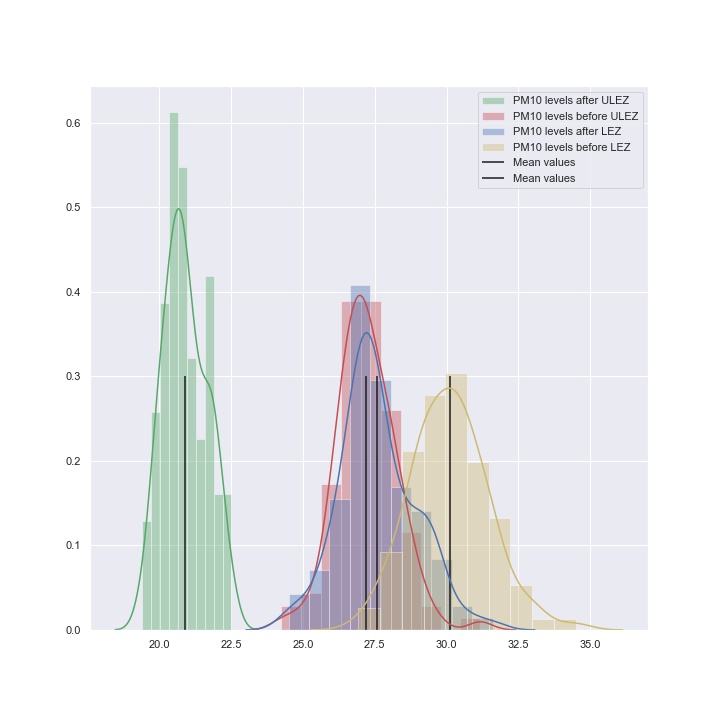 PM10 levels after ULEZ
PM10 levels before ULEZ
PM10 levels after LEZ
PM10 levels before LEZ
Mean values
Mean values
0.6
0.5
0.4
0.3
0.2
0.1
0.0
20.0 22.5 25.0 27.5 30.0 32.5 35.0